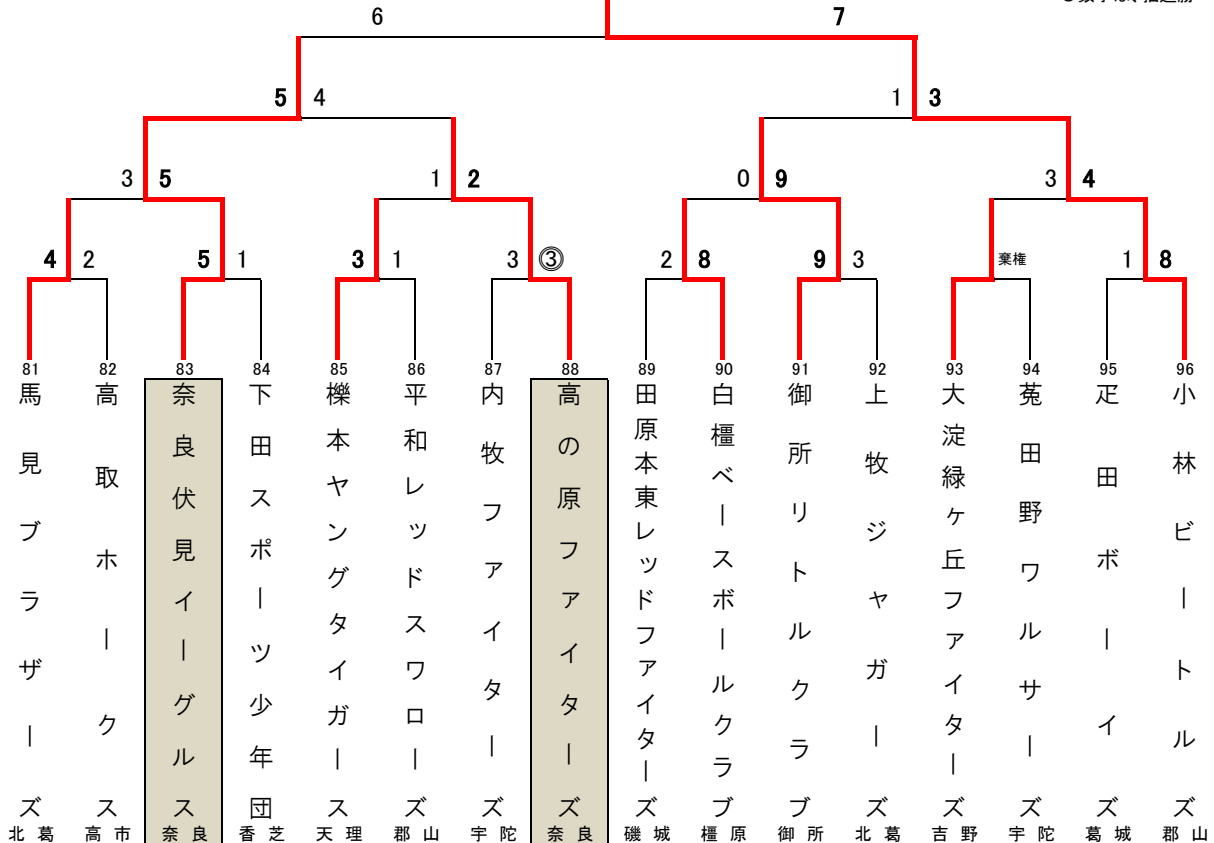 6 7
5 4 1 3
3 5 1 2 0 9 3 4
4 2 5 1 3 1 3 ③ 2 8 9 3 棄権 1 8
81 82 83 84 85 86 87 88 89 90 91 92 93 94 95 96
馬見ブラザーズ
高取ホークス
奈良伏見イーグルス
下田スポーツ少年団
櫟本ヤングタイガース
平和レッドスワローズ
内牧ファイターズ
高の原ファイターズ
田原本東レッドファイターズ
白橿ベースボールクラブ
御所リトルクラブ
上牧ジャガーズ
大淀緑ヶ丘ファイターズ
菟田野ワルサーズ
疋田ボーイズ
小林ビートルズ
北葛 高市 奈良 香芝 天理 郡山 宇陀 奈良 磯城 橿原 御所 北葛 吉野 宇陀 葛城 郡山